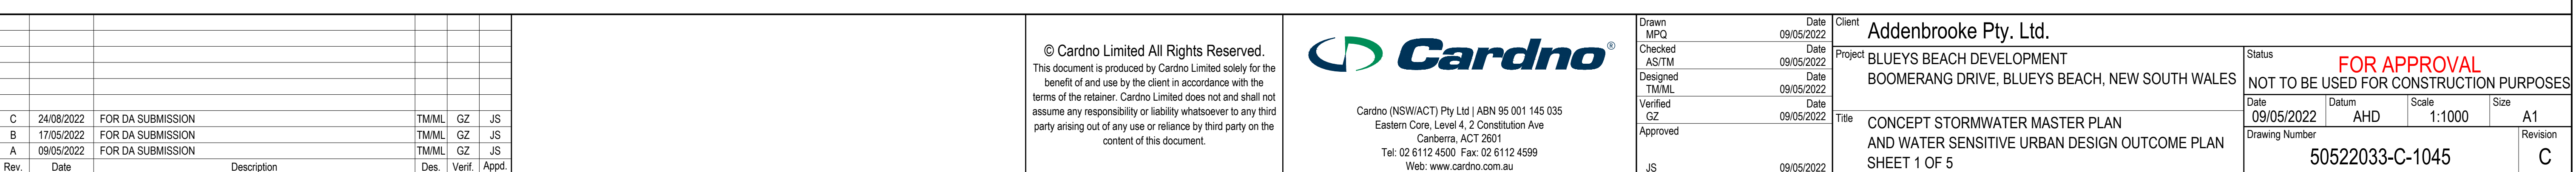 C 24/08/2022 FOR DA SUBMISSION TM/ML GZ JS
B 17/05/2022 FOR DA SUBMISSION TM/ML GZ JS
A 09/05/2022 FOR DA SUBMISSION TM/ML GZ JS
Rev. Date Description Des. Verif. Appd.
© Cardno Limited All Rights Reserved.
This document is produced by Cardno Limited solely for the
benefit of and use by the client in accordance with the
terms of the retainer. Cardno Limited does not and shall not
assume any responsibility or liability whatsoever to any third
party arising out of any use or reliance by third party on the
content of this document.
Cardno®
Cardno (NSW/ACT) Pty Ltd | ABN 95 001 145 035
Eastern Core, Level 4, 2 Constitution Ave
Canberra, ACT 2601
Tel: 02 6112 4500 Fax: 02 6112 4599
Web: www.cardno.com.au
Drawn Date
MPQ 09/05/2022
Checked Date
AS/TM 09/05/2022
Designed Date
TM/ML 09/05/2022
Verified Date
GZ 09/05/2022
Approved
JS 09/05/2022
Client Addenbrooke Pty. Ltd.
Project BLUEYS BEACH DEVELOPMENT
BOOMERANG DRIVE, BLUEYS BEACH, NEW SOUTH WALES
Title CONCEPT STORMWATER MASTER PLAN
AND WATER SENSITIVE URBAN DESIGN OUTCOME PLAN
SHEET 1 OF 5
Status
FOR APPROVAL
NOT TO BE USED FOR CONSTRUCTION PURPOSES
Date Datum Scale Size
09/05/2022 AHD 1:1000 A1
Drawing Number Revision
50522033-C-1045 C